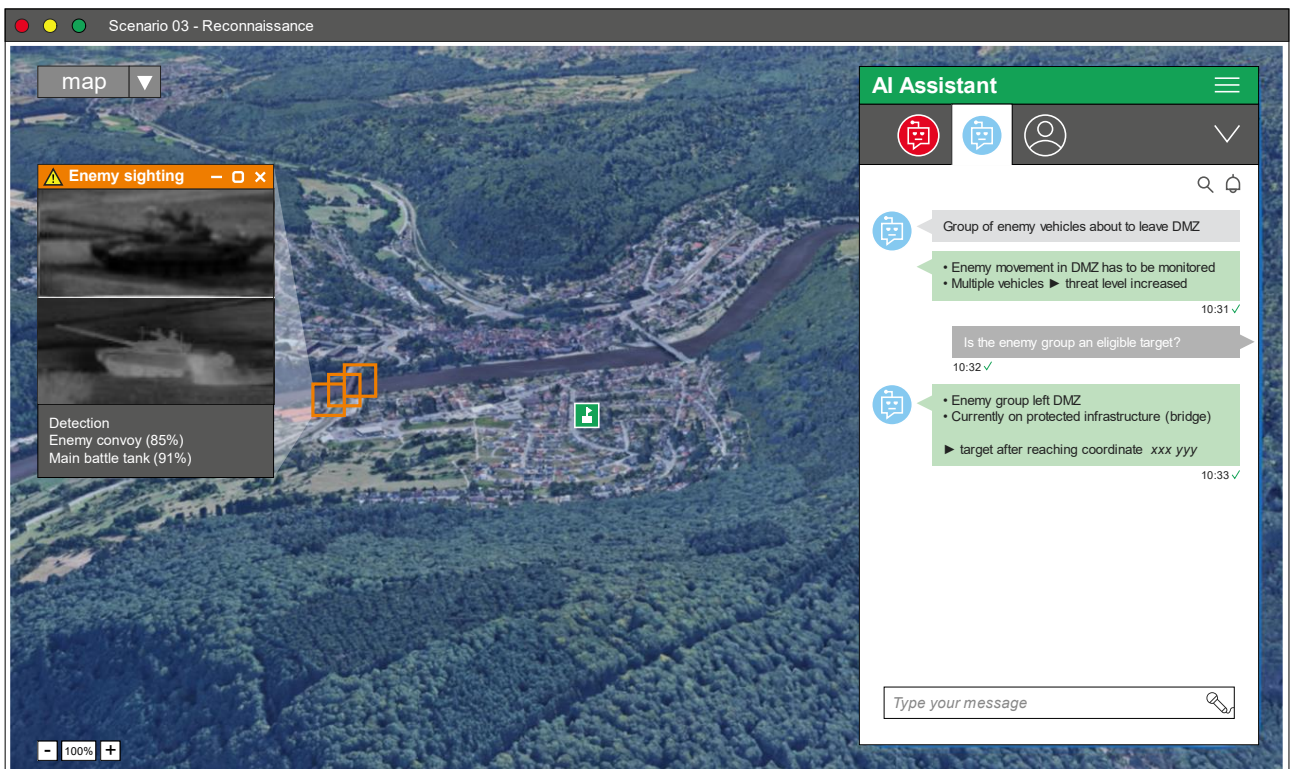 Scenario 03 - Reconnaissance
map
Enemy sighting
Detection
Enemy convoy (85%)
Main battle tank (91%)
- 100% +
AI Assistant
Group of enemy vehicles about to leave DMZ
• Enemy movement in DMZ has to be monitored
• Multiple vehicles ► threat level increased
10:31 ✓
Is the enemy group an eligible target?
10:32 ✓
• Enemy group left DMZ
• Currently on protected infrastructure (bridge)
► target after reaching coordinate xxx yyy
10:33 ✓
Type your message